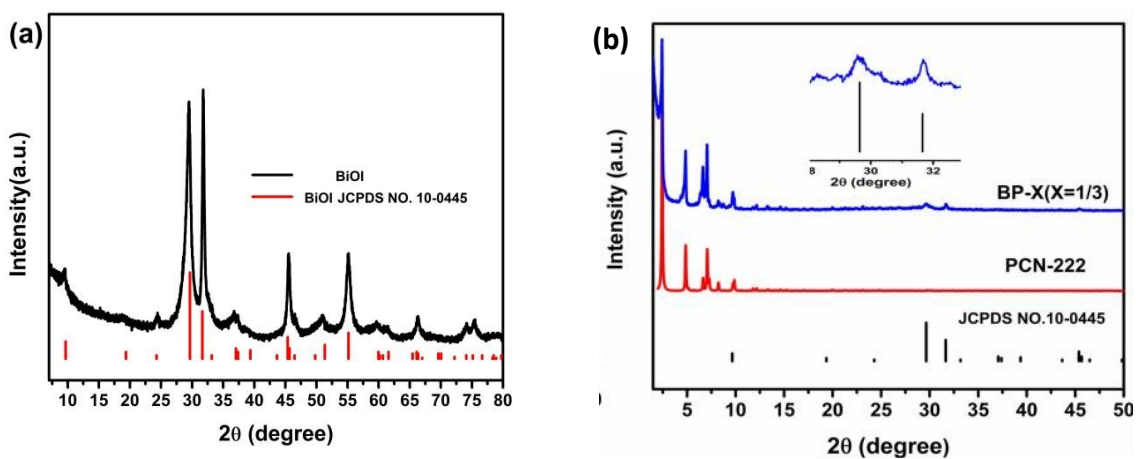 (a)
Intensity(a.u.)
BiOI
BiOI JCPDS NO. 10-0445
10 15 20 25 30 35 40 45 50 55 60 65 70 75 80
2θ (degree)
(b)
Intensity (a.u.)
8 30 32
2θ (degree)
BP-X(X=1/3)
PCN-222
JCPDS NO.10-0445
5 10 15 20 25 30 35 40 45 50
2θ (degree)